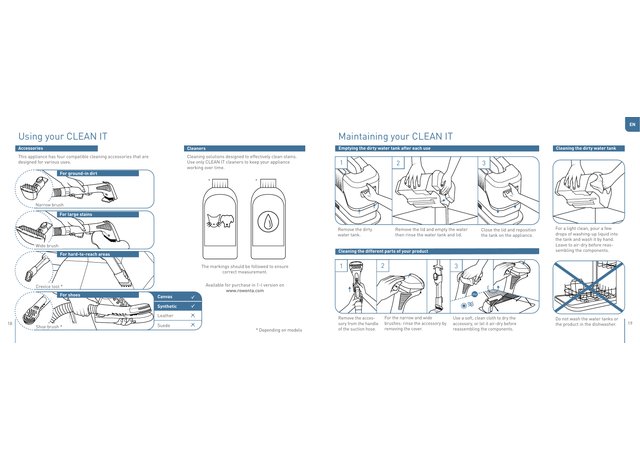 Using your CLEAN IT
Accessories
This appliance has four compatible cleaning accessories that are
designed for various uses:
For ground-in dirt
Narrow brush
For large stains
Wide brush
For hard-to-reach areas
Crevice tool *
For shoes
Shoe brush *
Canvas
Synthetic
Leather
Suede
18
Cleaners
Cleaning solutions designed to effectively clean stains.
Use only CLEAN IT cleaners to keep your appliance
working over time.
*
*
The markings should be followed to ensure
correct measurement.
Available for purchase in 1-l version on
www.rowenta.com
* Depending on models
EN
Maintaining your CLEAN IT
Emptying the dirty water tank after each use
1
2
3
Remove the dirty
water tank.
Remove the lid and empty the water
then rinse the water tank and lid.
Close the lid and reposition
the tank on the appliance.
Cleaning the different parts of your product
1
2
3
Remove the acces-
sory from the handle
of the suction hose.
For the narrow and wide
brushes, rinse the accessory by
removing the cover.
Use a soft, clean cloth to dry the
accessory, or let it air-dry before
reassembling the components.
Cleaning the dirty water tank
For a light clean, pour a few
drops of washing-up liquid into
the tank and wash it by hand.
Leave to air-dry before reas-
sembling the components.
Do not wash the water tanks or
the product in the dishwasher.
19